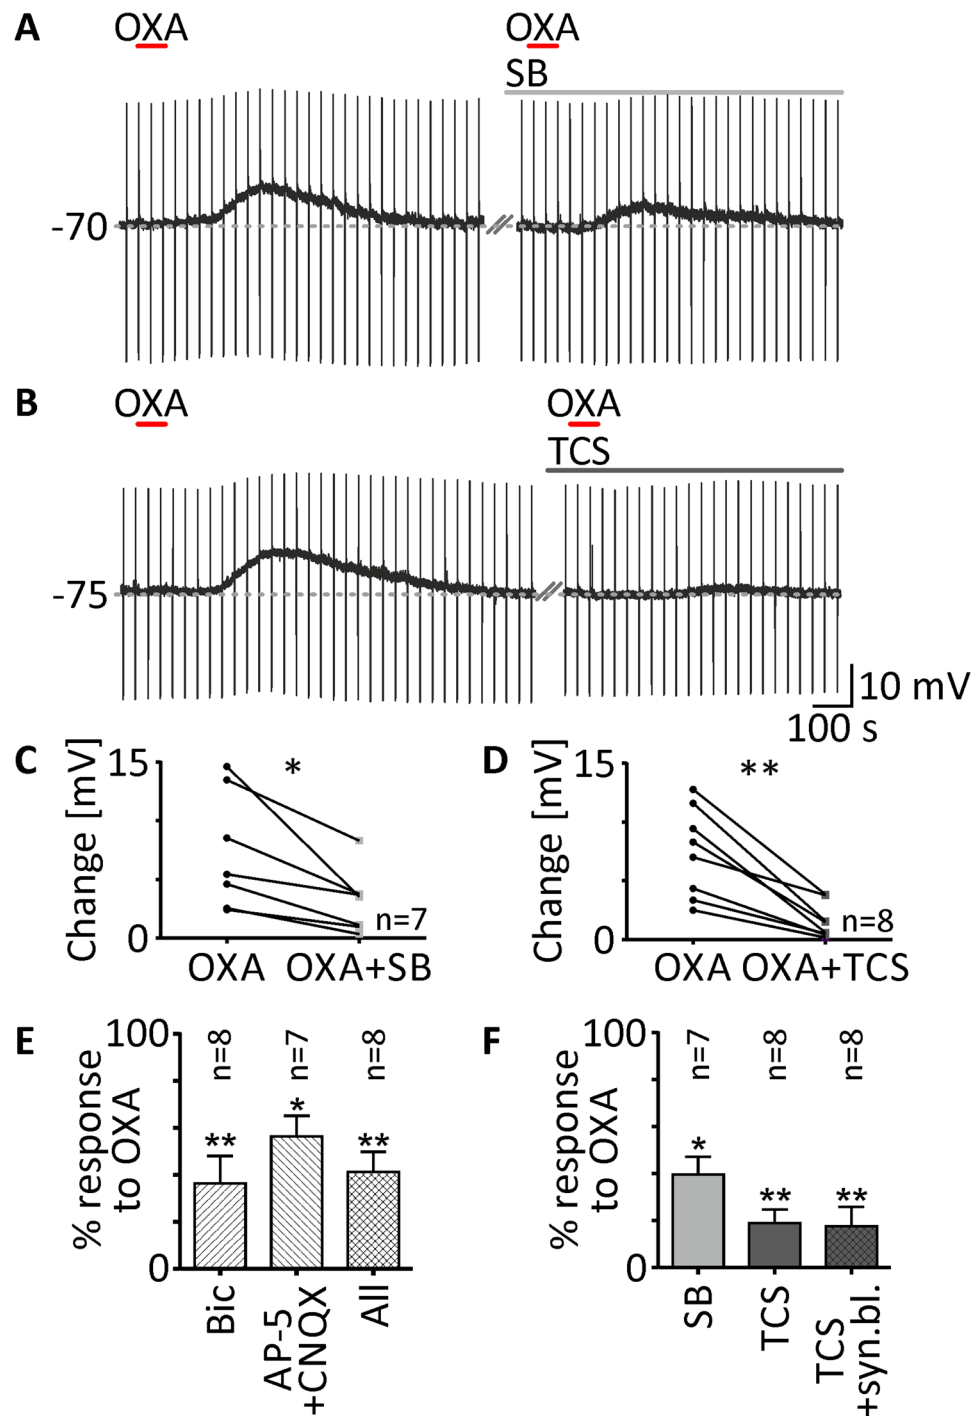 A
OXA
OXA
SB
-70
B
OXA
OXA
TCS
-75
10 mV
100 s
C
Change [mV]
15
0
*
n=7
OXA
OXA+SB
D
Change [mV]
15
0
**
n=8
OXA
OXA+TCS
E
% response
to OXA
100
0
n=8
n=7
n=8
**
*
**
Bic
AP-5
+CNQX
All
F
% response
to OXA
100
0
n=7
n=8
n=8
*
**
**
SB
TCS
TCS
+syn.bl.